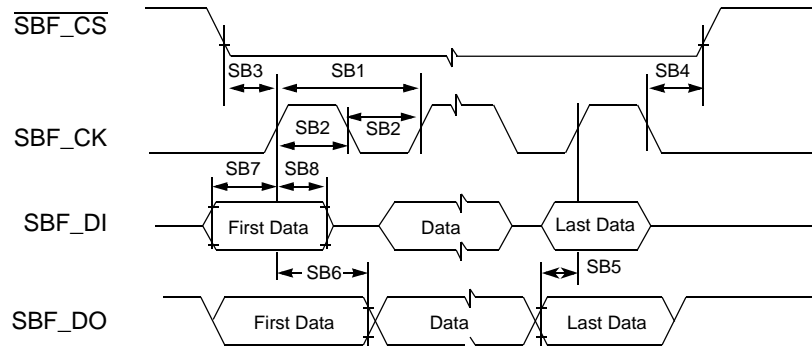 SBF_CS
SB3 SB1 SB4
SBF_CK
SB2 SB2
SB7 SB8
SBF_DI First Data Data Last Data
SB6 SB5
SBF_DO First Data Data Last Data